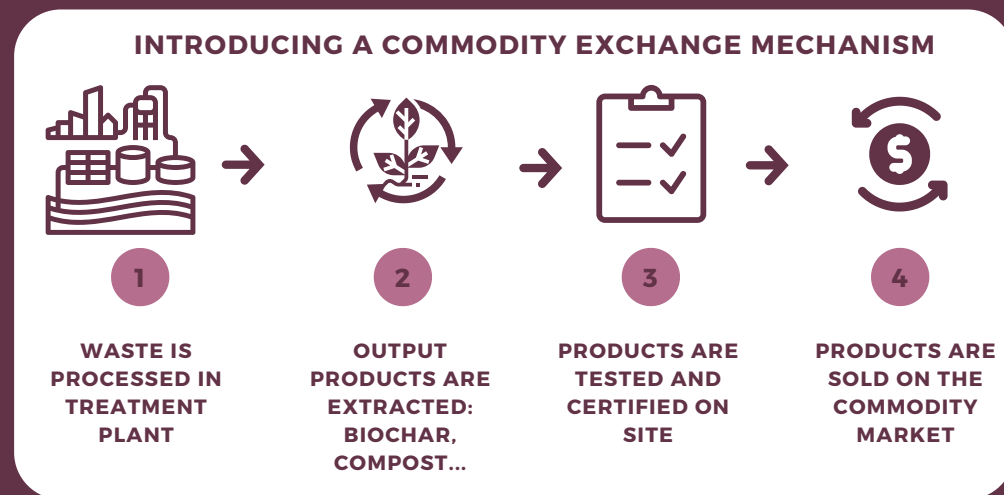 INTRODUCING A COMMODITY EXCHANGE MECHANISM
1
2
3
4
WASTE IS
PROCESSED IN
TREATMENT
PLANT
OUTPUT
PRODUCTS ARE
EXTRACTED:
BIOCHAR,
COMPOST...
PRODUCTS ARE
TESTED AND
CERTIFIED ON
SITE
PRODUCTS ARE
SOLD ON THE
COMMODITY
MARKET